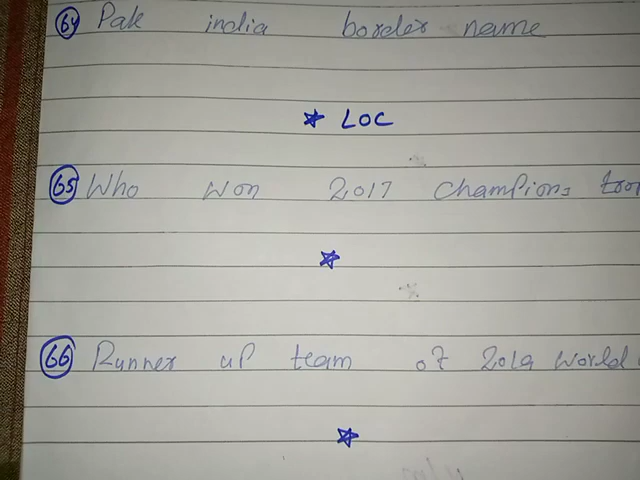 64 Pak india border name
* LOC
65 Who won 2017 Champions
*
66 Runner up team of 2019 World
*